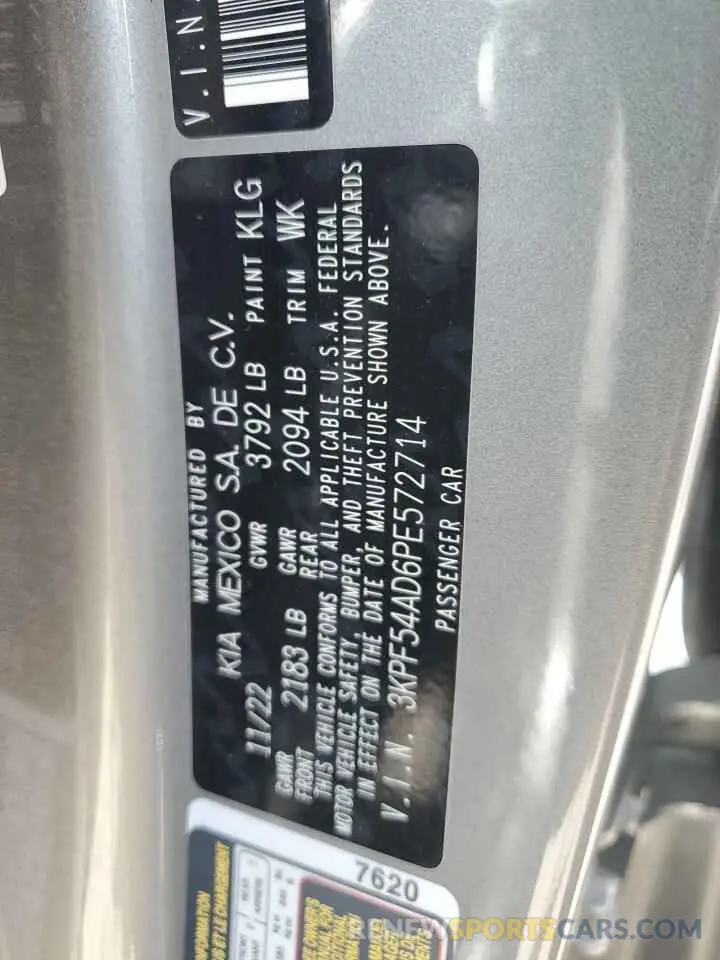 V.I.N.
MANUFACTURED BY
KIA MEXICO S.A. DE C.V.
11/22 GVWR 3792 LB PAINT KLG
GAWR FRONT 2183 LB GAWR REAR 2094 LB TRIM WK
THIS VEHICLE CONFORMS TO ALL APPLICABLE U.S.A. FEDERAL
MOTOR VEHICLE SAFETY, BUMPER, AND THEFT PREVENTION STANDARDS
IN EFFECT ON THE DATE OF MANUFACTURE SHOWN ABOVE.
V.I.N. 3KPF54AD6PE572714
PASSENGER CAR
7620
RENEWSPORTSCARS.COM